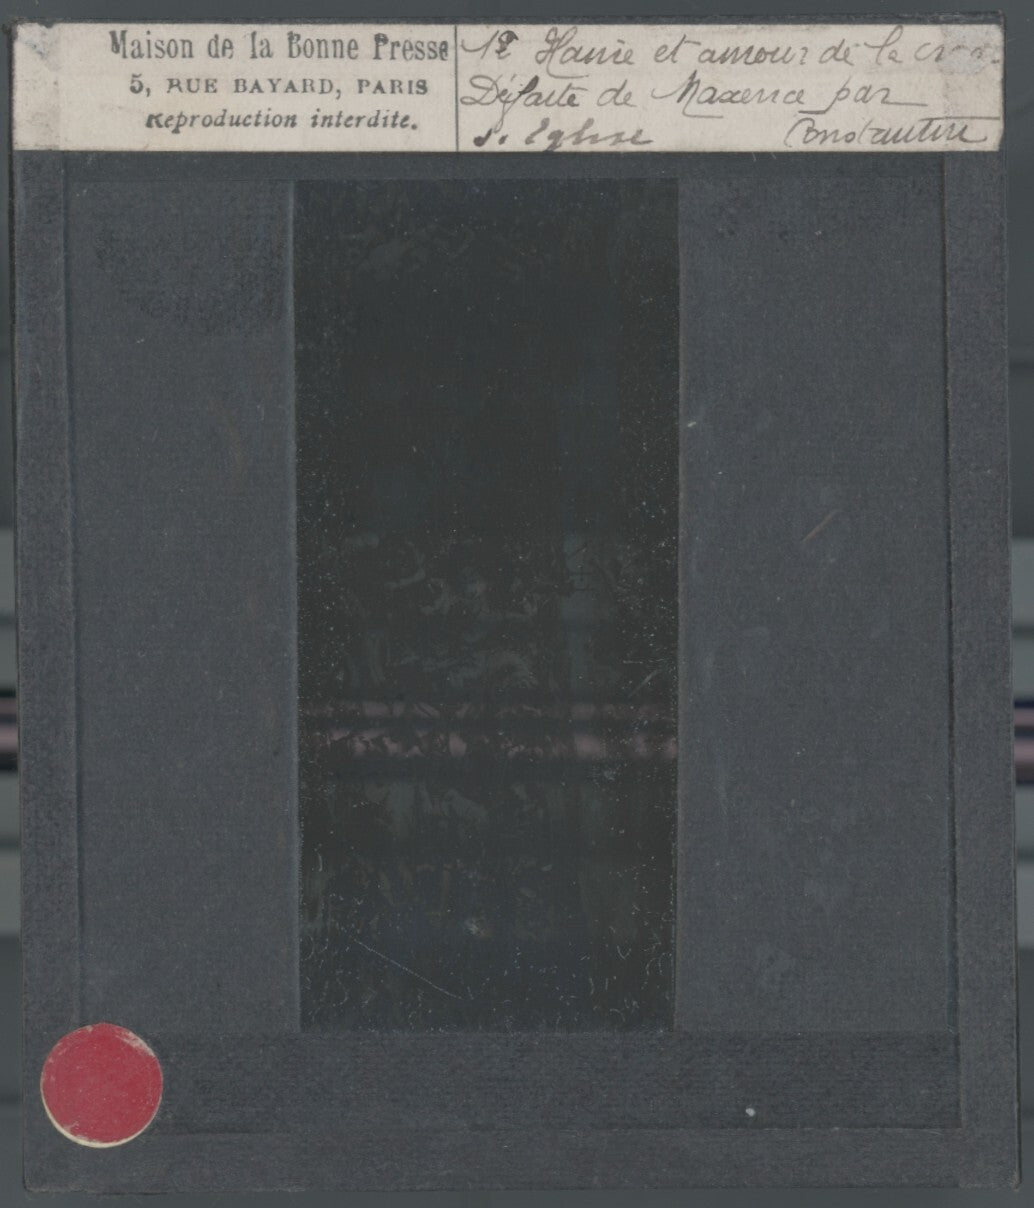 Maison de la Bonne Presse
5, RUE BAYARD, PARIS
Reproduction interdite.
Haine et amour de la
Défaite de Maxence par
Constantin
s. Eglise